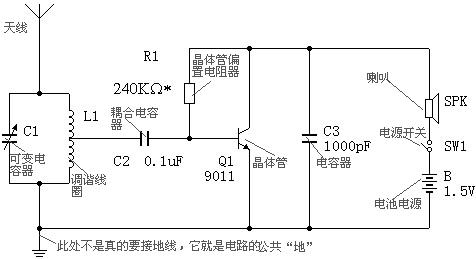 天线
R1
晶体管偏
置电阻器
240KΩ*
喇叭
SPK
L1
耦合电容
器
C1
可变电
容器
C3
1000pF
电容器
电源开关
SW1
C2 0.1uF
Q1
9011
晶体管
调谐线
圈
B
1.5V
电池电源
此处不是真的要接地线，它就是电路的公共“地”